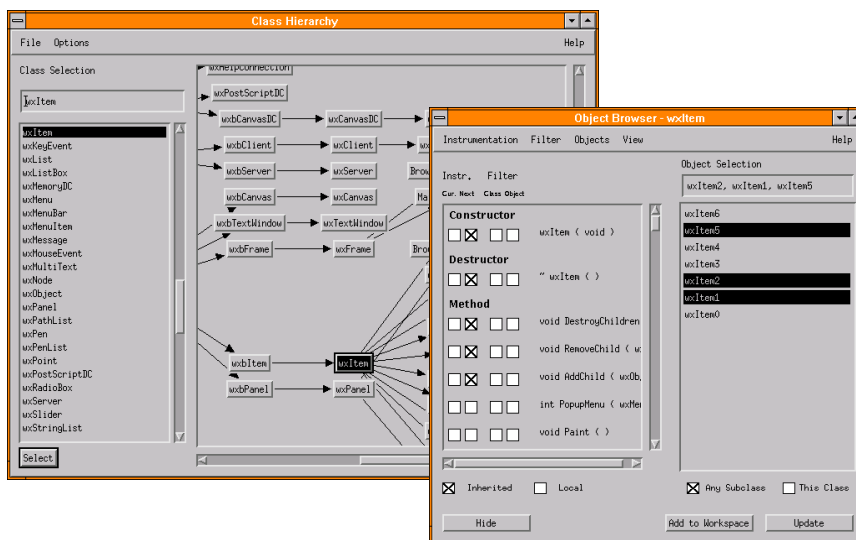 Class Hierarchy
File Options Help
Class Selection
wxItem
wxItem
wxKeyEvent
wxList
wxListBox
wxMemoryDC
wxMenu
wxMenuBar
wxMenuItem
wxMessage
wxMouseEvent
wxMultiText
wxNode
wxObject
wxPanel
wxPathList
wxPen
wxPenList
wxPoint
wxPostScriptDC
wxRadioBox
wxServer
wxSlider
wxStringList
Select
wxHelpConnection
wxPostScriptDC
wxbCanvasDC wxCanvasDC
wxbClient wxClient
wxbServer wxServer
wxbCanvas wxCanvas
wxbTextWindow wxTextWindow
wxbFrame wxFrame
wxbItem wxItem
wxbPanel wxPanel
Object Browser - wxItem
Instrumentation Filter Objects View Help
Instr. Filter
Cur. Next Class Object
Constructor
wxItem ( void )
Destructor
~ wxItem ( )
Method
void DestroyChildren
void RemoveChild (
void AddChild (
int PopupMenu (
void Paint ( )
Inherited Local
Hide
Object Selection
wxItem2, wxItem1, wxItem5
wxItem6
wxItem5
wxItem4
wxItem3
wxItem2
wxItem1
wxItem0
Any Subclass This Class
Add to Workspace Update